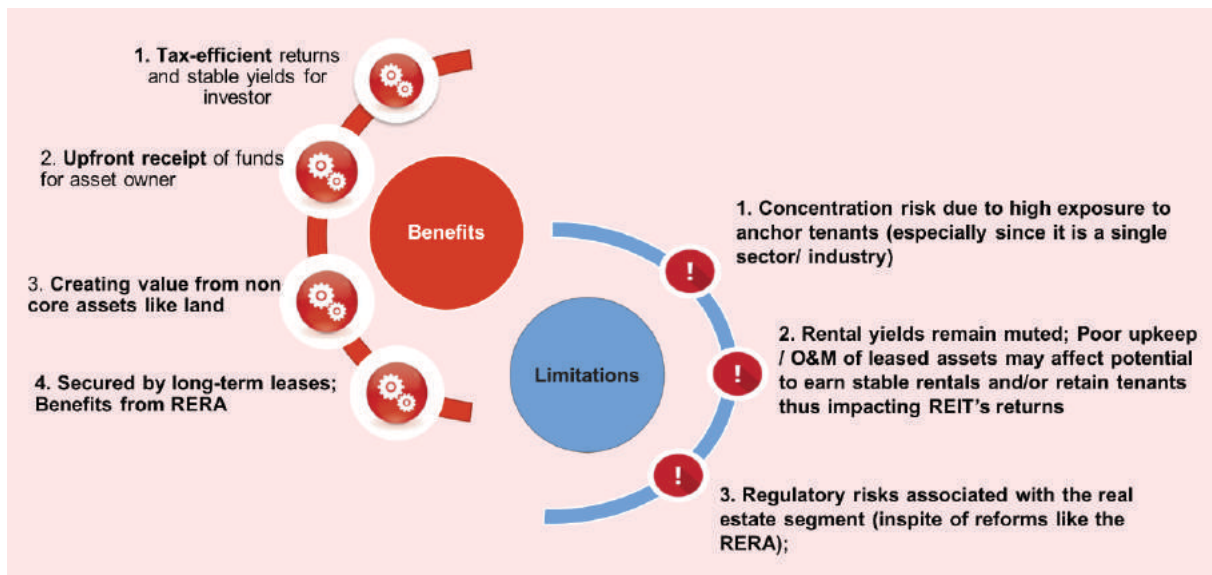 1. Tax-efficient returns
and stable yields for
investor
2. Upfront receipt of funds
for asset owner
3. Creating value from non
core assets like land
4. Secured by long-term leases;
Benefits from RERA
Benefits
Limitations
1. Concentration risk due to high exposure to
anchor tenants (especially since it is a single
sector/ industry)
2. Rental yields remain muted; Poor upkeep
/ O&M of leased assets may affect potential
to earn stable rentals and/or retain tenants
thus impacting REIT's returns
3. Regulatory risks associated with the real
estate segment (inspite of reforms like the
RERA);